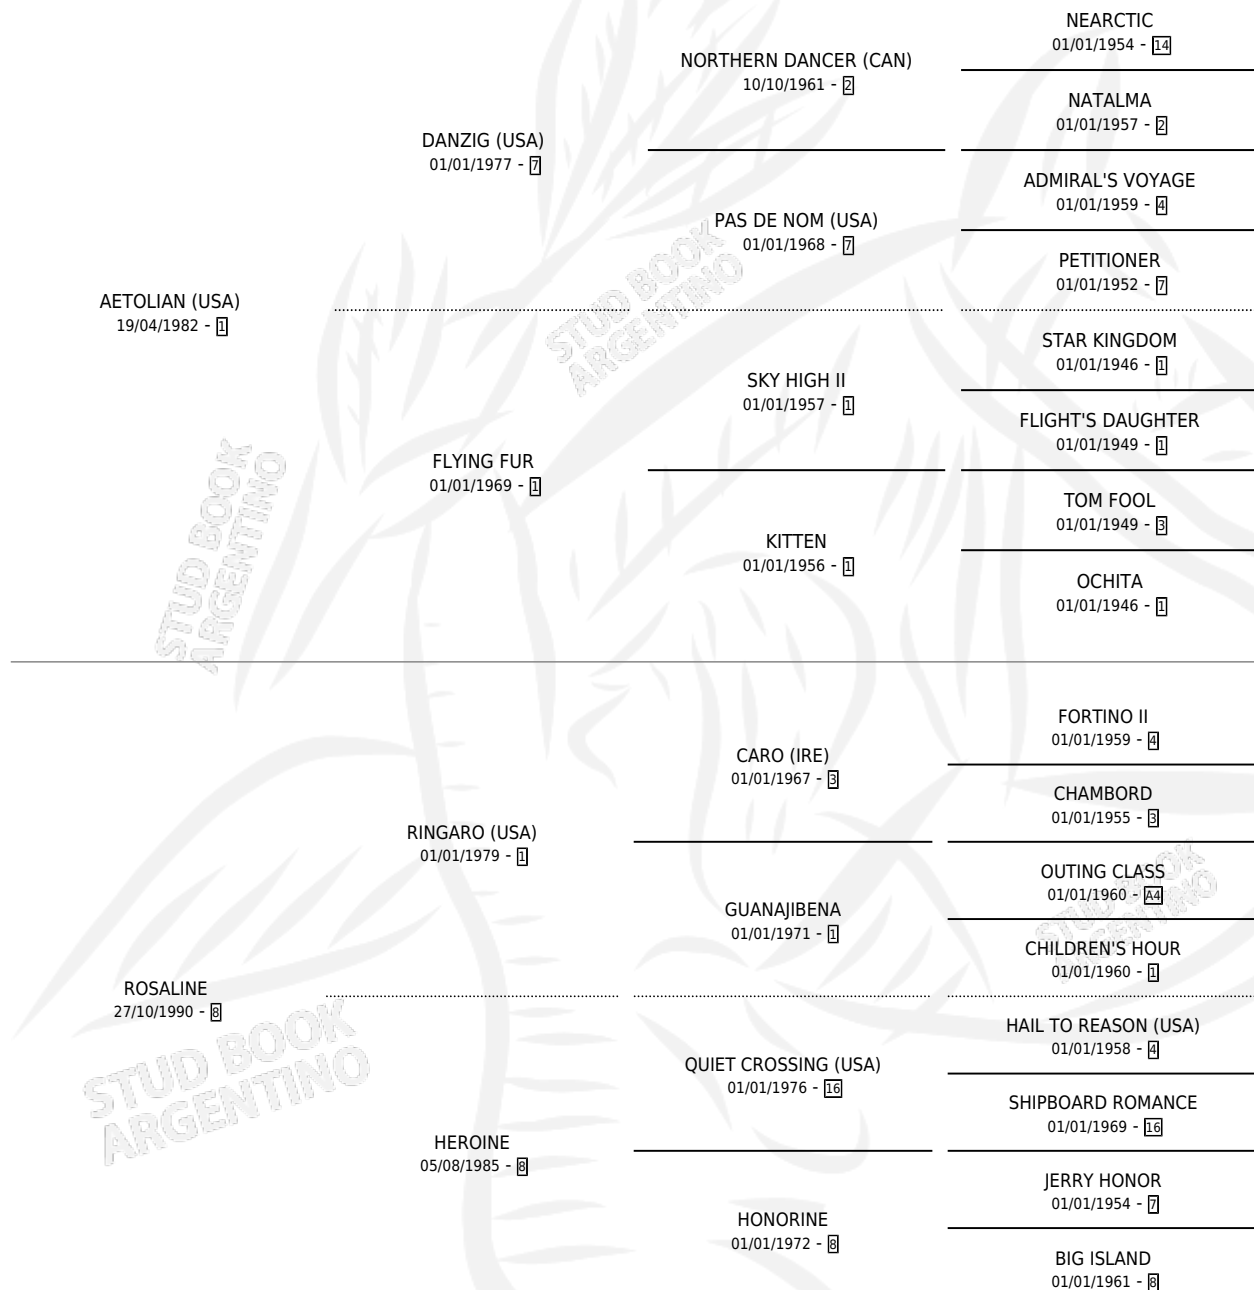 NEARCTIC
01/01/1954 - 14
NORTHERN DANCER (CAN)
10/10/1961 - 2
NATALMA
01/01/1957 - 2
DANZIG (USA)
01/01/1977 - 7
ADMIRAL'S VOYAGE
01/01/1959 - 4
PAS DE NOM (USA)
01/01/1968 - 7
PETITIONER
01/01/1952 - 7
AETOLIAN (USA)
19/04/1982 - 1
STUD BOOK
ARGENTINO
STAR KINGDOM
01/01/1946 - 1
SKY HIGH II
01/01/1957 - 1
FLIGHT'S DAUGHTER
01/01/1949 - 1
FLYING FUR
01/01/1969 - 1
TOM FOOL
01/01/1949 - 3
KITTEN
01/01/1956 - 1
OCHITA
01/01/1946 - 1
STUD BOOK
ARGENTINO
FORTINO II
01/01/1959 - 4
CARO (IRE)
01/01/1967 - 3
CHAMBORD
01/01/1955 - 3
RINGARO (USA)
01/01/1979 - 1
OUTING CLASS
01/01/1960 - A4
GUANAJIBENA
01/01/1971 - 1
STUD BOOK
ARGENTINO
CHILDREN'S HOUR
01/01/1960 - 1
ROSALINE
27/10/1990 - 8
HAIL TO REASON (USA)
01/01/1958 - 4
QUIET CROSSING (USA)
01/01/1976 - 16
SHIPBOARD ROMANCE
01/01/1969 - 16
STUD BOOK
ARGENTINO
HEROINE
05/08/1985 - 8
JERRY HONOR
01/01/1954 - 7
HONORINE
01/01/1972 - 8
BIG ISLAND
01/01/1961 - 8